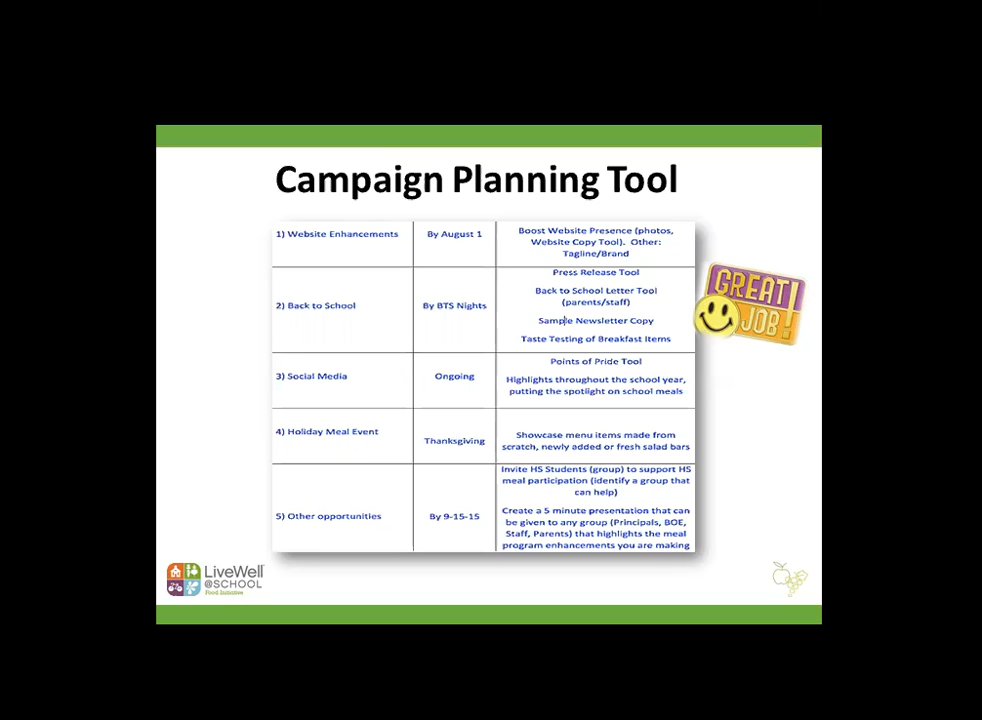 Campaign Planning Tool
1) Website Enhancements
By August 1
Boost Website Presence (photos,
Website Copy Tool). Other:
Tagline/Brand
2) Back to School
By BTS Nights
Press Release Tool
Back to School Letter Tool
(parents/staff)
Sample Newsletter Copy
Taste Testing of Breakfast Items
3) Social Media
Ongoing
Points of Pride Tool
Highlights throughout the school year,
putting the spotlight on school meals
4) Holiday Meal Event
Thanksgiving
Showcase menu items made from
scratch, newly added or fresh salad bars
5) Other opportunities
By 9-15-15
Invite HS Students (group) to support HS
meal participation (identify a group that
can help)
Create a 5 minute presentation that can
be given to any group (Principals, BOE,
Staff, Parents) that highlights the meal
program enhancements you are making
GREAT!
JOB!
LiveWell
@SCHOOL
Food Initiative